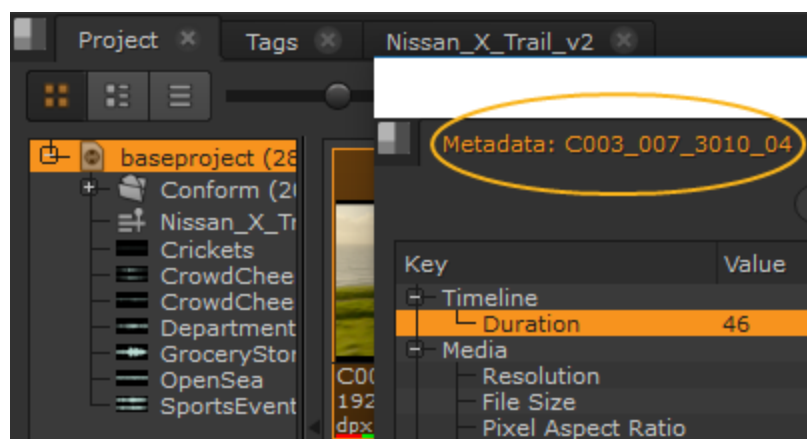 Project Tags Nissan_X_Trail_v2
Metadata: C003_007_3010_04
baseproject (28
Conform (2
Nissan_X_Tr
Crickets
CrowdChee
CrowdChee
Department
GroceryStor
OpenSea
SportsEvent
C00
192
dpx
Key Value
Timeline
Duration 46
Media
Resolution
File Size
Pixel Aspect Ratio